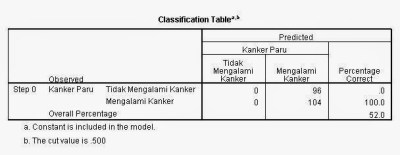 Classification Table a,b
Predicted
Kanker Paru
Observed
Tidak Mengalami Kanker
Mengalami Kanker
Percentage Correct
Step 0 Kanker Paru Tidak Mengalami Kanker 0 96 .0
Mengalami Kanker 0 104 100.0
Overall Percentage 52.0
a. Constant is included in the model.
b. The cut value is .500